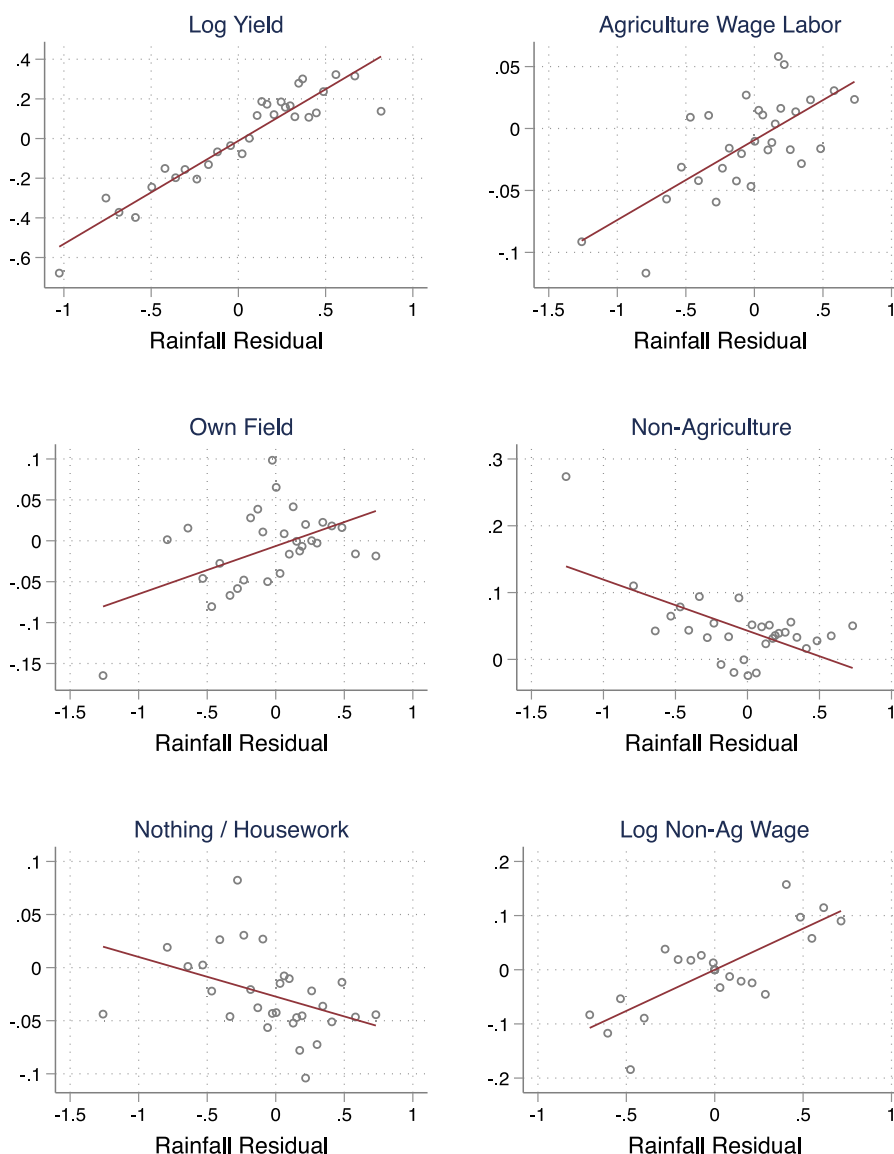 Log Yield
.4
.2
0
-.2
-.4
-.6
-1 -.5 0 .5 1
Rainfall Residual
Agriculture Wage Labor
.05
0
-.05
-.1
-1.5 -1 -.5 0 .5 1
Rainfall Residual
Own Field
.1
.05
0
-.05
-.1
-.15
-1.5 -1 -.5 0 .5 1
Rainfall Residual
Non-Agriculture
.3
.2
.1
0
-1.5 -1 -.5 0 .5 1
Rainfall Residual
Nothing / Housework
.1
.05
0
-.05
-.1
-1.5 -1 -.5 0 .5 1
Rainfall Residual
Log Non-Ag Wage
.2
.1
0
-.1
-.2
-1 -.5 0 .5 1
Rainfall Residual